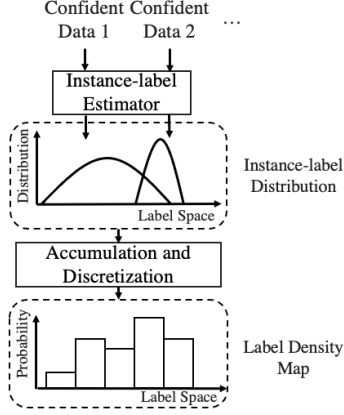 Confident Confident
Data 1 Data 2 ...
Instance-label
Estimator
Distribution
Label Space
Instance-label
Distribution
Accumulation and
Discretization
Probability
Label Space
Label Density
Map